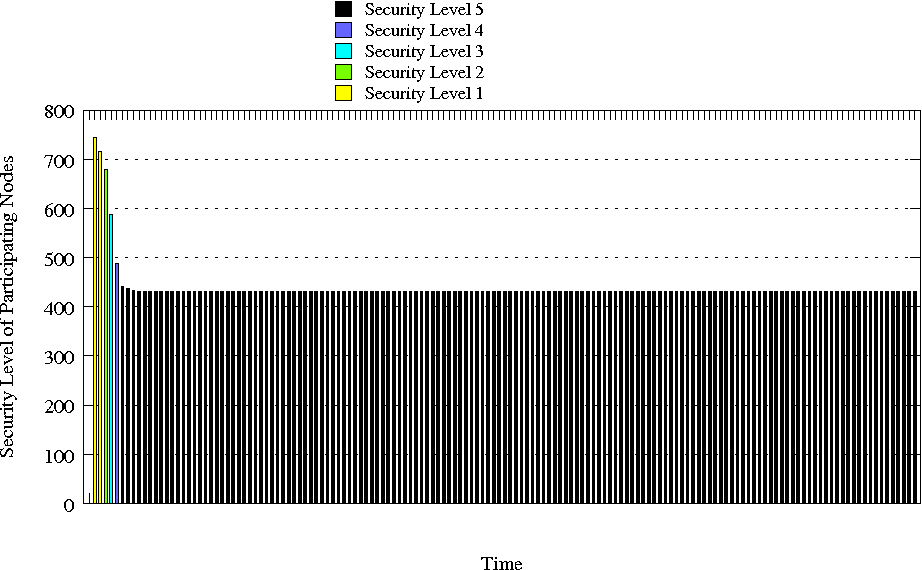 Security Level 5
Security Level 4
Security Level 3
Security Level 2
Security Level 1
800
700
600
500
400
300
200
100
0
Security Level of Participating Nodes
Time